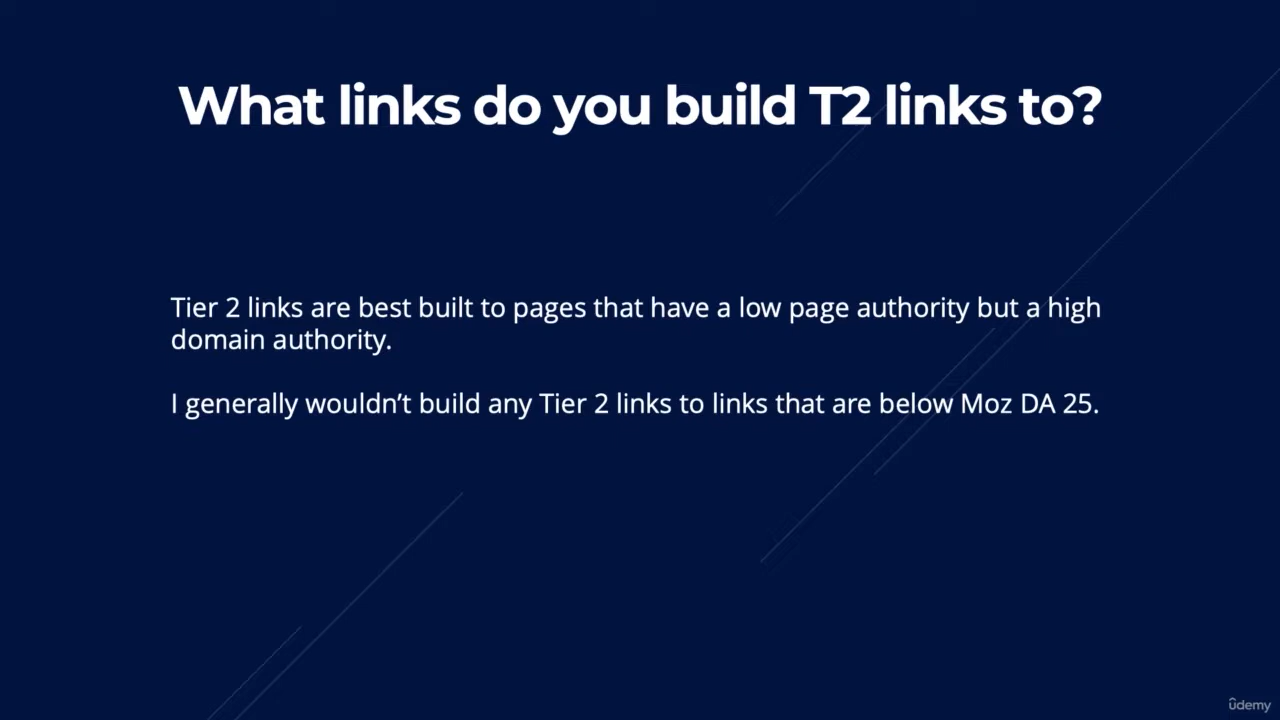 What links do you build T2 links to?
Tier 2 links are best built to pages that have a low page authority but a high
domain authority.
I generally wouldn’t build any Tier 2 links to links that are below Moz DA 25.
ûdemy